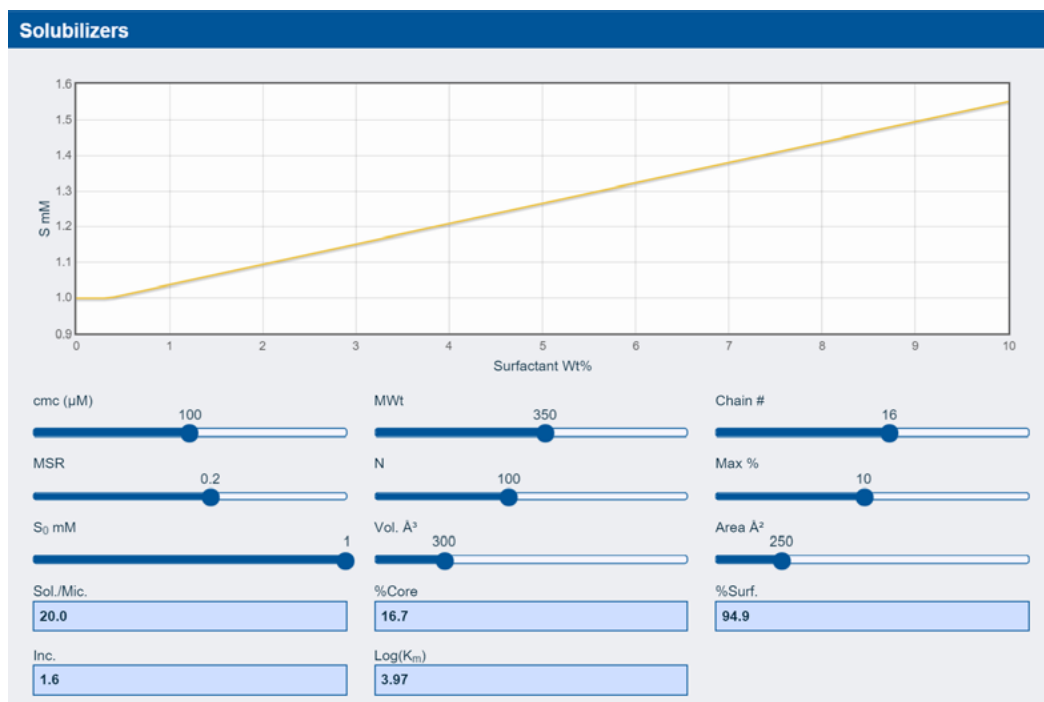 Solubilizers
1.6
1.5
1.4
1.3
1.2
1.1
1.0
0.9
S mM
0 1 2 3 4 5 6 7 8 9 10
Surfactant Wt%
cmc (µM) MWt Chain #
100 350 16
MSR N Max %
0.2 100 10
S₀ mM Vol. Å³ Area Å²
1 300 250
Sol./Mic. %Core %Surf.
20.0 16.7 94.9
Inc. Log(Kₘ)
1.6 3.97